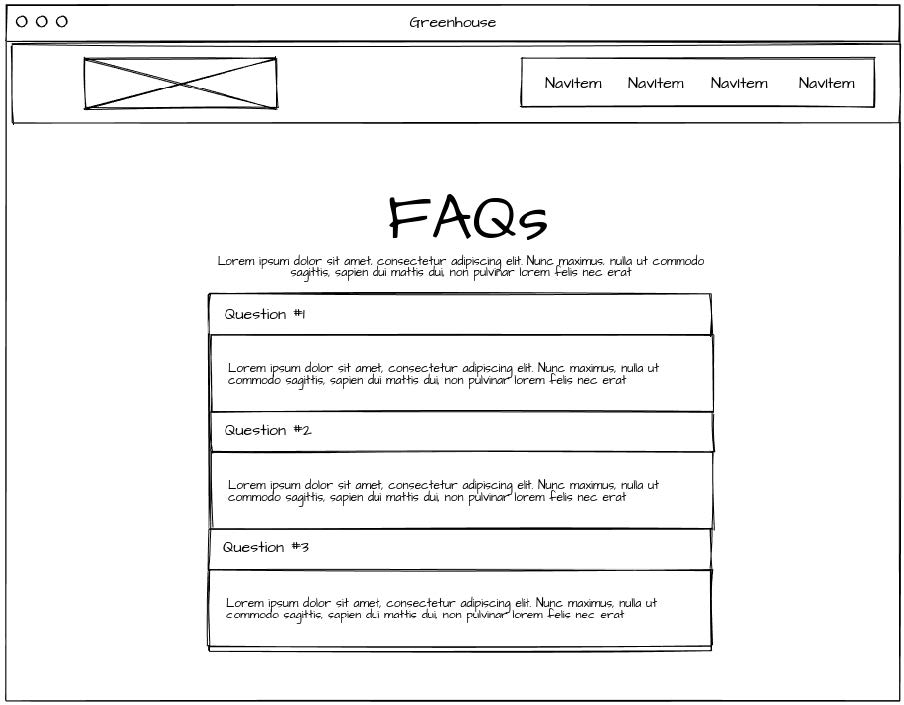 Greenhouse
NavItem NavItem NavItem NavItem
FAQs
Lorem ipsum dolor sit amet, consectetur adipiscing elit. Nunc maximus, nulla ut commodo
sagittis, sapien dui mattis dui, non pulvinar lorem felis nec erat
Question #1
Lorem ipsum dolor sit amet, consectetur adipiscing elit. Nunc maximus, nulla ut
commodo sagittis, sapien dui mattis dui, non pulvinar lorem felis nec erat
Question #2
Lorem ipsum dolor sit amet, consectetur adipiscing elit. Nunc maximus, nulla ut
commodo sagittis, sapien dui mattis dui, non pulvinar lorem felis nec erat
Question #3
Lorem ipsum dolor sit amet, consectetur adipiscing elit. Nunc maximus, nulla ut
commodo sagittis, sapien dui mattis dui, non pulvinar lorem felis nec erat